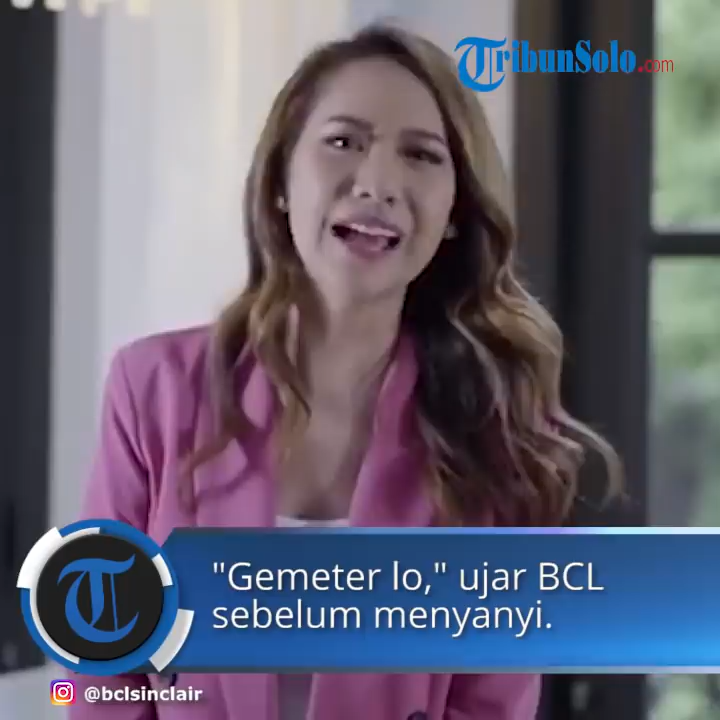 TribunSolo.com
"Gemeter lo," ujar BCL
sebelum menyanyi.
@bclsinclair